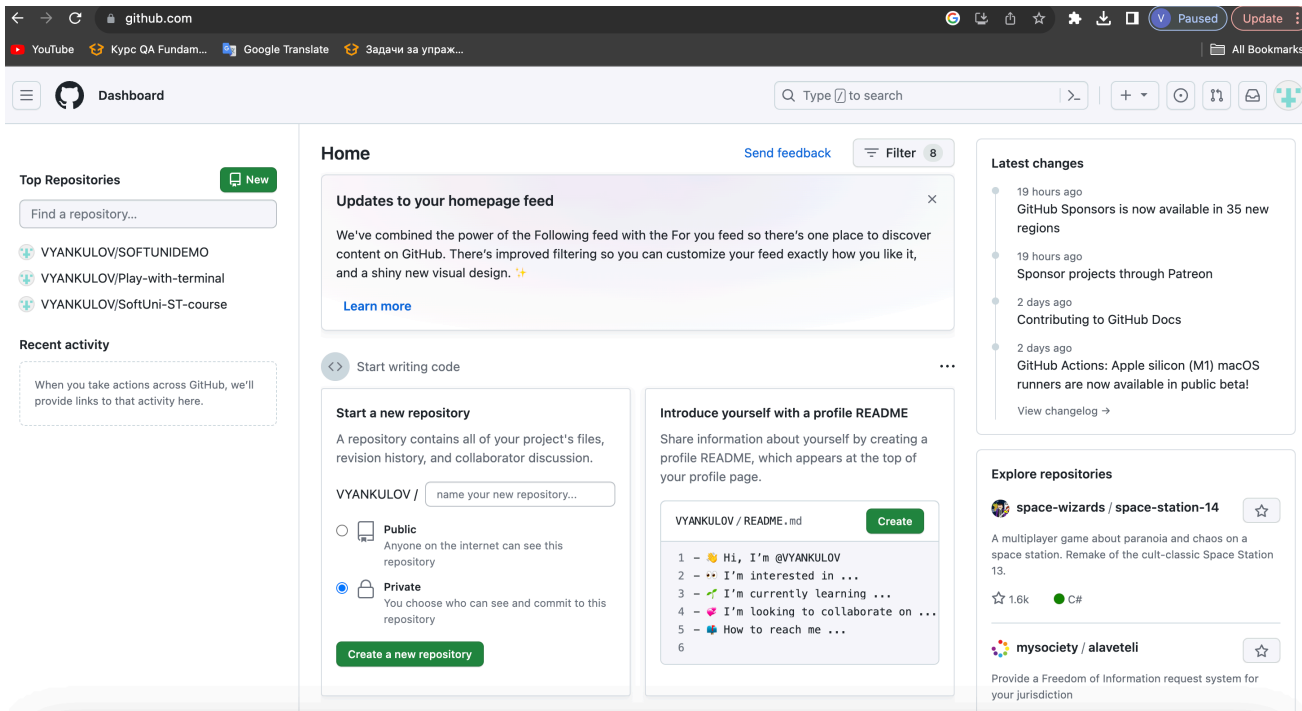 github.com
V Paused
Update
YouTube
Курс QA Fundam...
Google Translate
Задачи за упраж...
All Bookmarks
Dashboard
Type / to search
Top Repositories
New
Find a repository...
VYANKULOV/SOFTUNIDEMO
VYANKULOV/Play-with-terminal
VYANKULOV/SoftUni-ST-course
Recent activity
When you take actions across GitHub, we'll
provide links to that activity here.
Home
Send feedback
Filter 8
Updates to your homepage feed
We've combined the power of the Following feed with the For you feed so there's one place to discover
content on GitHub. There's improved filtering so you can customize your feed exactly how you like it,
and a shiny new visual design. ✨
Learn more
Start writing code
Start a new repository
A repository contains all of your project's files,
revision history, and collaborator discussion.
VYANKULOV / name your new repository...
Public
Anyone on the internet can see this
repository
Private
You choose who can see and commit to this
repository
Create a new repository
Introduce yourself with a profile README
Share information about yourself by creating a
profile README, which appears at the top of
your profile page.
VYANKULOV/README.md
Create
1 - 👋 Hi, I'm @VYANKULOV
2 - 👀 I'm interested in ...
3 - 🌱 I'm currently learning ...
4 - 💞️ I'm looking to collaborate on ...
5 - 📫 How to reach me ...
6
Latest changes
19 hours ago
GitHub Sponsors is now available in 35 new
regions
19 hours ago
Sponsor projects through Patreon
2 days ago
Contributing to GitHub Docs
2 days ago
GitHub Actions: Apple silicon (M1) macOS
runners are now available in public beta!
View changelog →
Explore repositories
space-wizards / space-station-14
A multiplayer game about paranoia and chaos on a
space station. Remake of the cult-classic Space Station
13.
1.6k C#
mysociety / alaveteli
Provide a Freedom of Information request system for
your jurisdiction